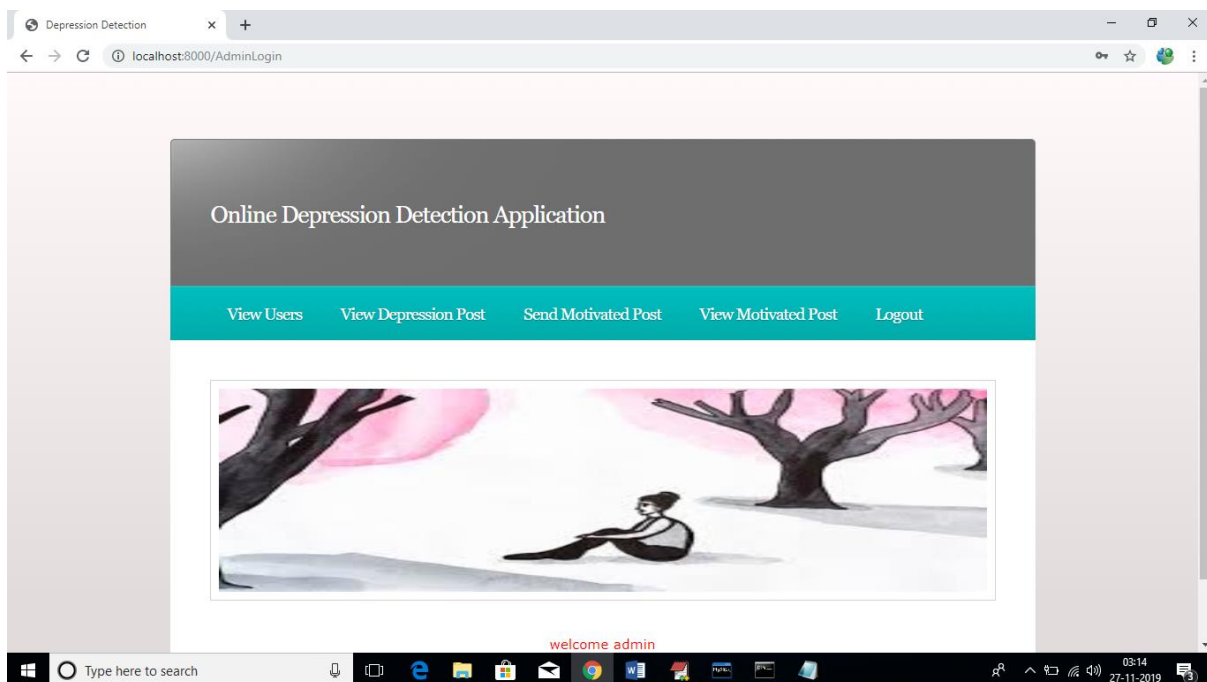 Depression Detection
localhost:8000/AdminLogin
Online Depression Detection Application
View Users View Depression Post Send Motivated Post View Motivated Post Logout
welcome admin
Type here to search
03:14
27-11-2019
3